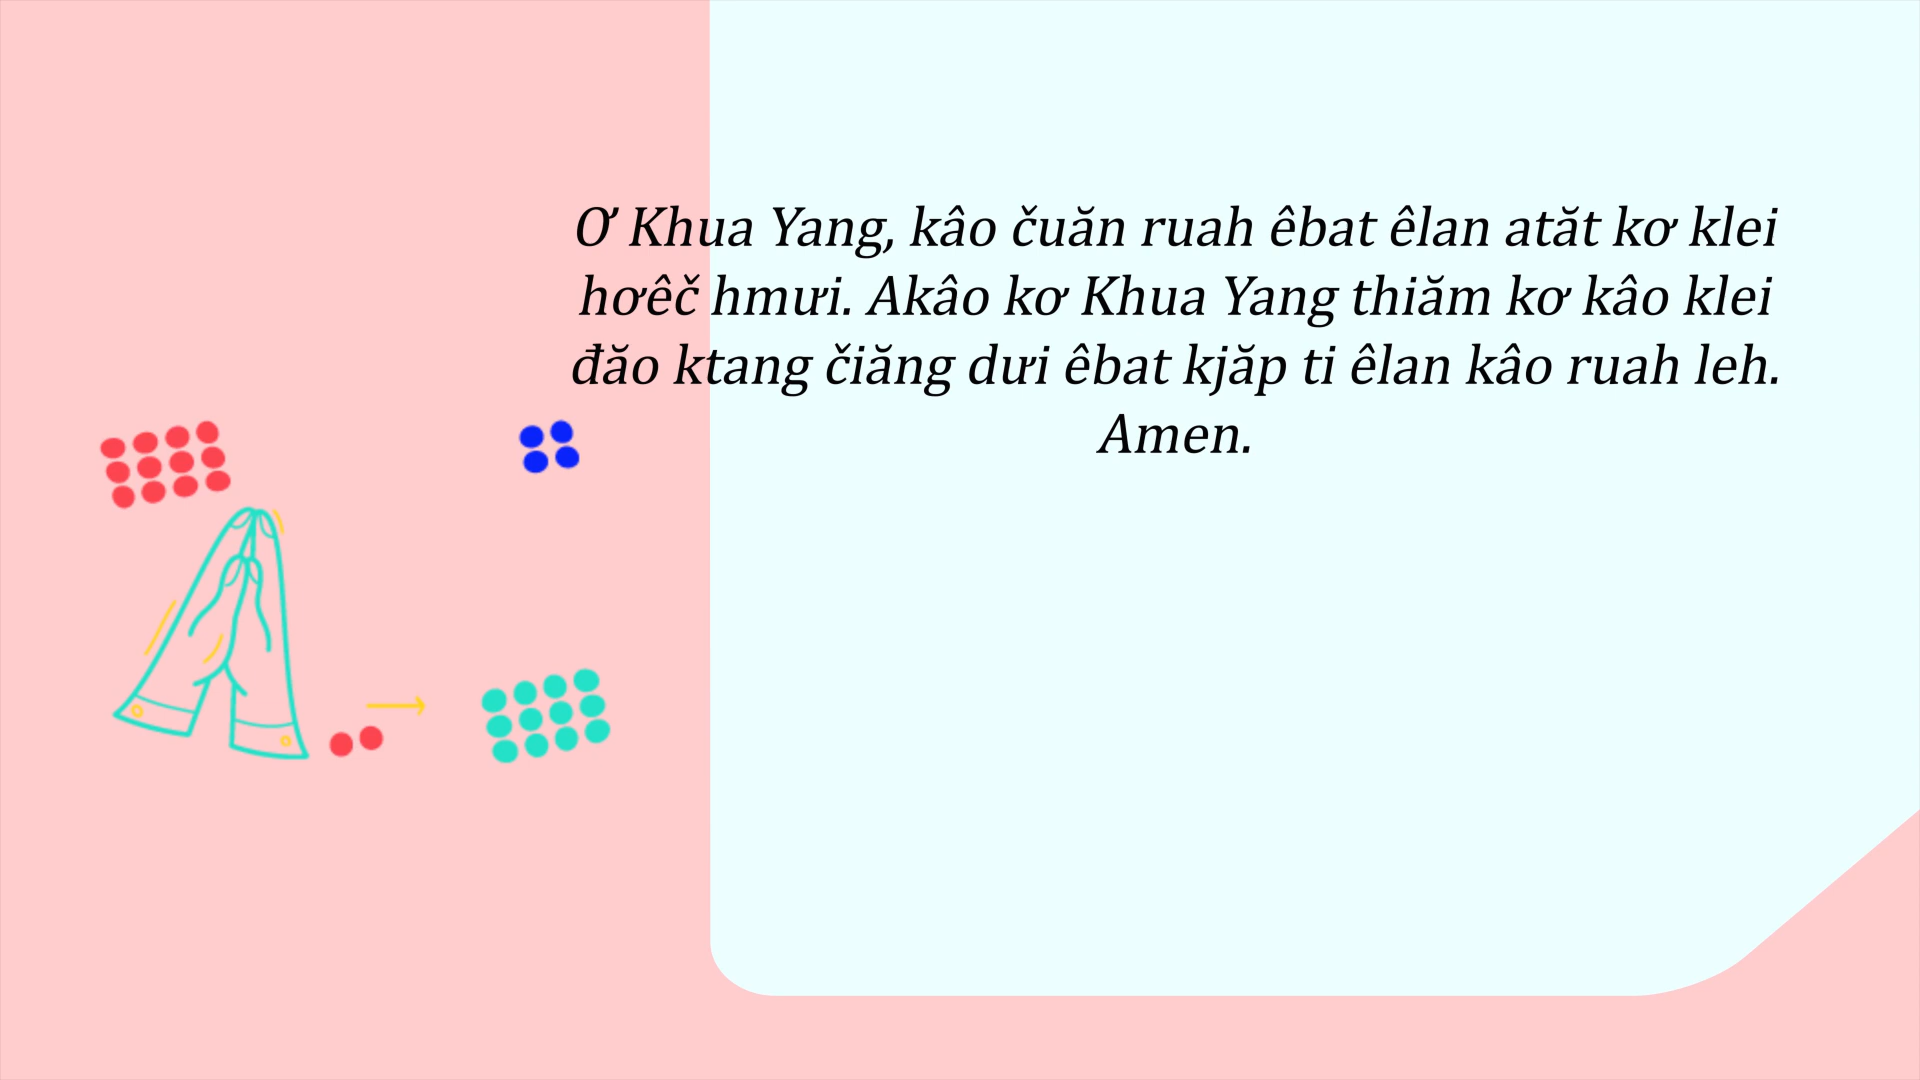 Ơ Khua Yang, kâo čuăn ruah êbat êlan atăt kơ klei
hơêč hmưi. Akâo kơ Khua Yang thiăm kơ kâo klei
đăo ktang čiăng dưi êbat kjăp ti êlan kâo ruah leh.
Amen.